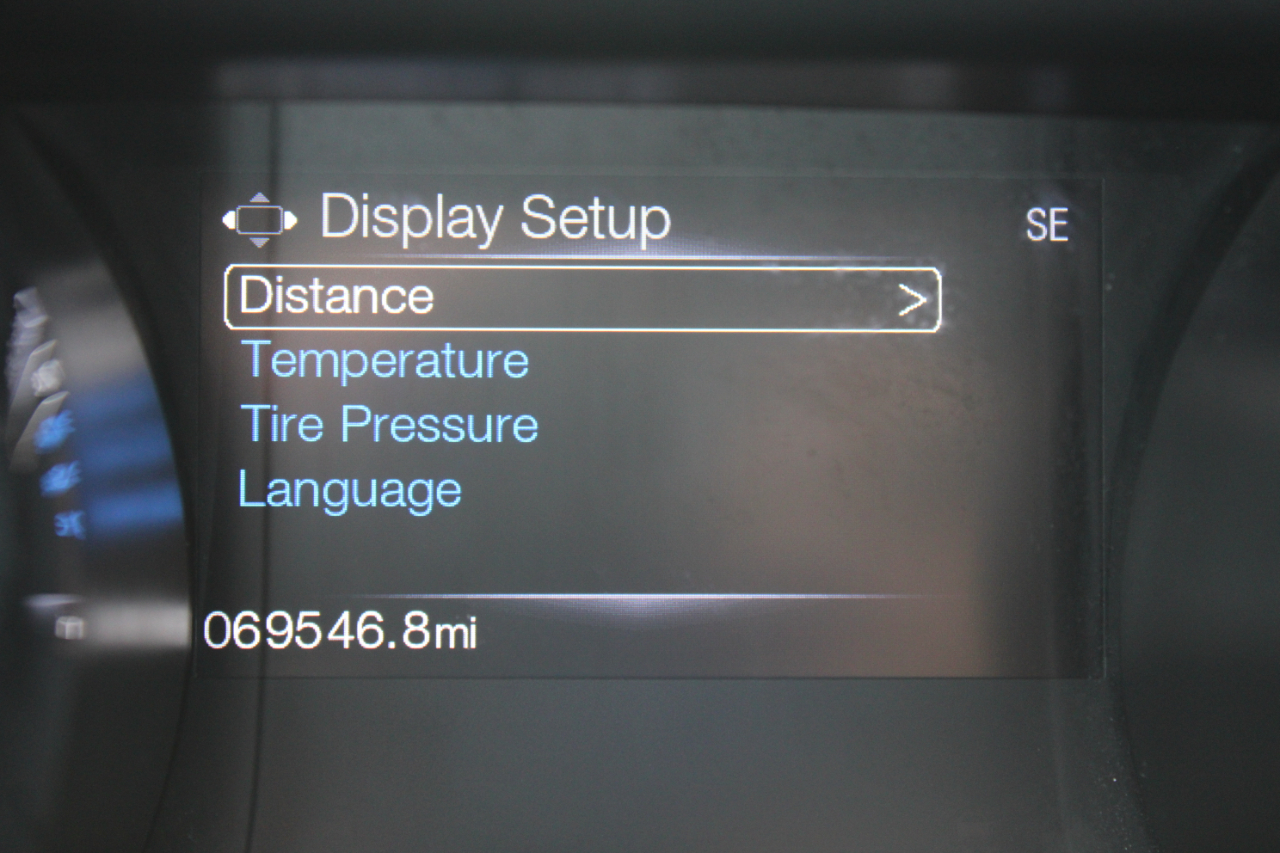 Display Setup
SE
Distance >
Temperature
Tire Pressure
Language
069546.8mi